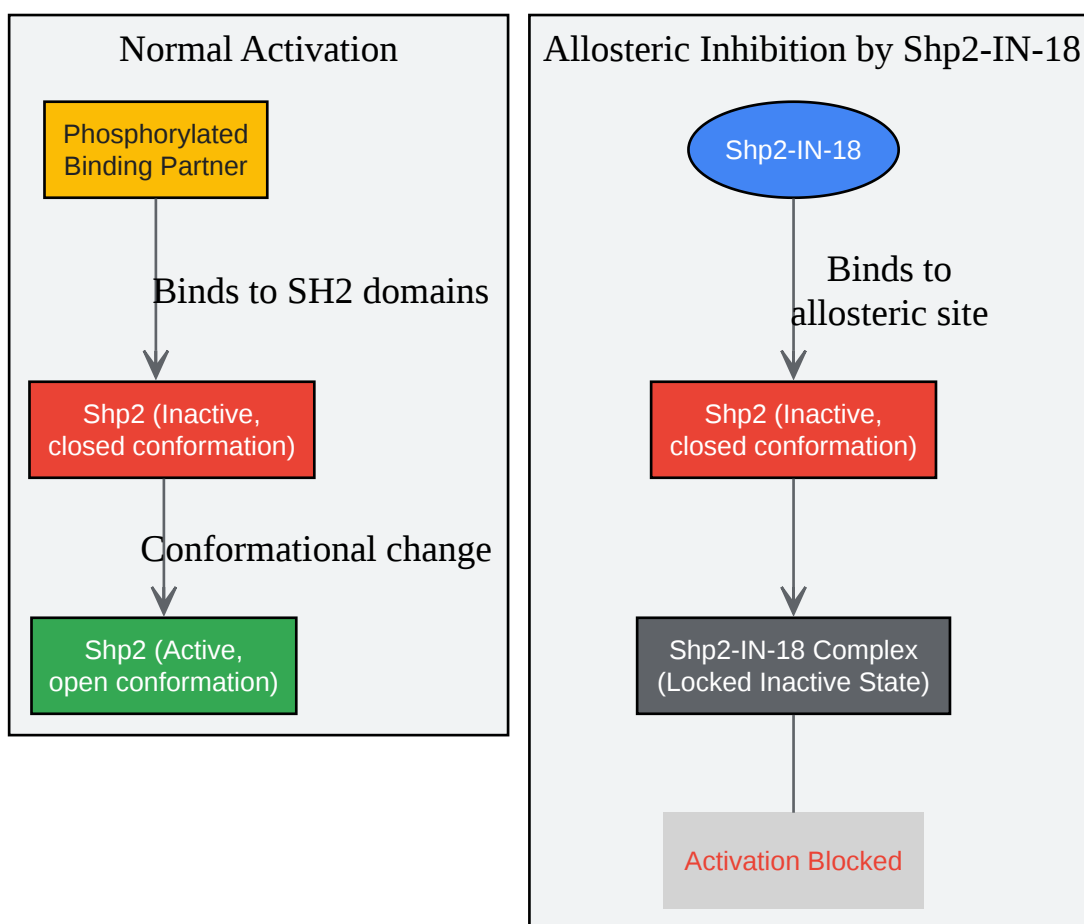 Normal Activation
Phosphorylated
Binding Partner
Binds to SH2 domains
Shp2 (Inactive,
closed conformation)
Conformational change
Shp2 (Active,
open conformation)
Allosteric Inhibition by Shp2-IN-18
Shp2-IN-18
Binds to
allosteric site
Shp2 (Inactive,
closed conformation)
Shp2-IN-18 Complex
(Locked Inactive State)
Activation Blocked